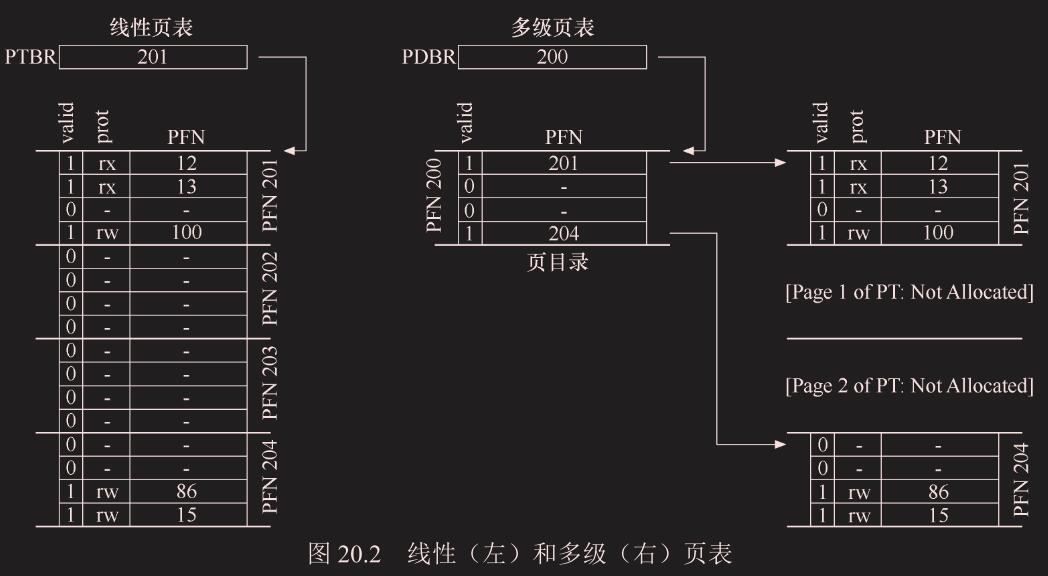 线性页表
PTBR 201
valid prot PFN
1 rx 12
1 rx 13
0 - -
1 rw 100
PFN 201
0 - -
0 - -
0 - -
0 - -
PFN 202
0 - -
0 - -
0 - -
0 - -
PFN 203
0 - -
0 - -
1 rw 86
1 rw 15
PFN 204
多级页表
PDBR 200
valid PFN
PFN 200
1 201
0 -
0 -
1 204
页目录
valid prot PFN
1 rx 12
1 rx 13
0 - -
1 rw 100
PFN 201
[Page 1 of PT: Not Allocated]
[Page 2 of PT: Not Allocated]
0 - -
0 - -
1 rw 86
1 rw 15
PFN 204
图 20.2 线性（左）和多级（右）页表